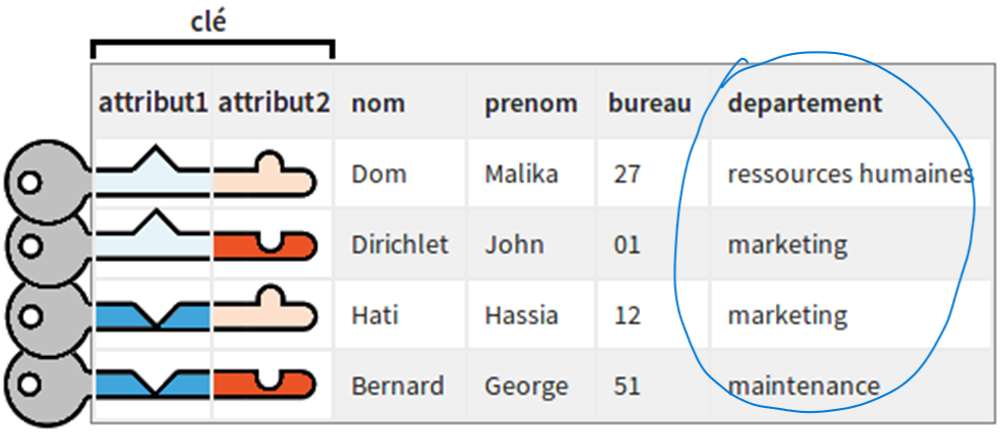 clé
attribut1 attribut2 nom prenom bureau departement
Dom Malika 27 ressources humaines
Dirichlet John 01 marketing
Hati Hassia 12 marketing
Bernard George 51 maintenance